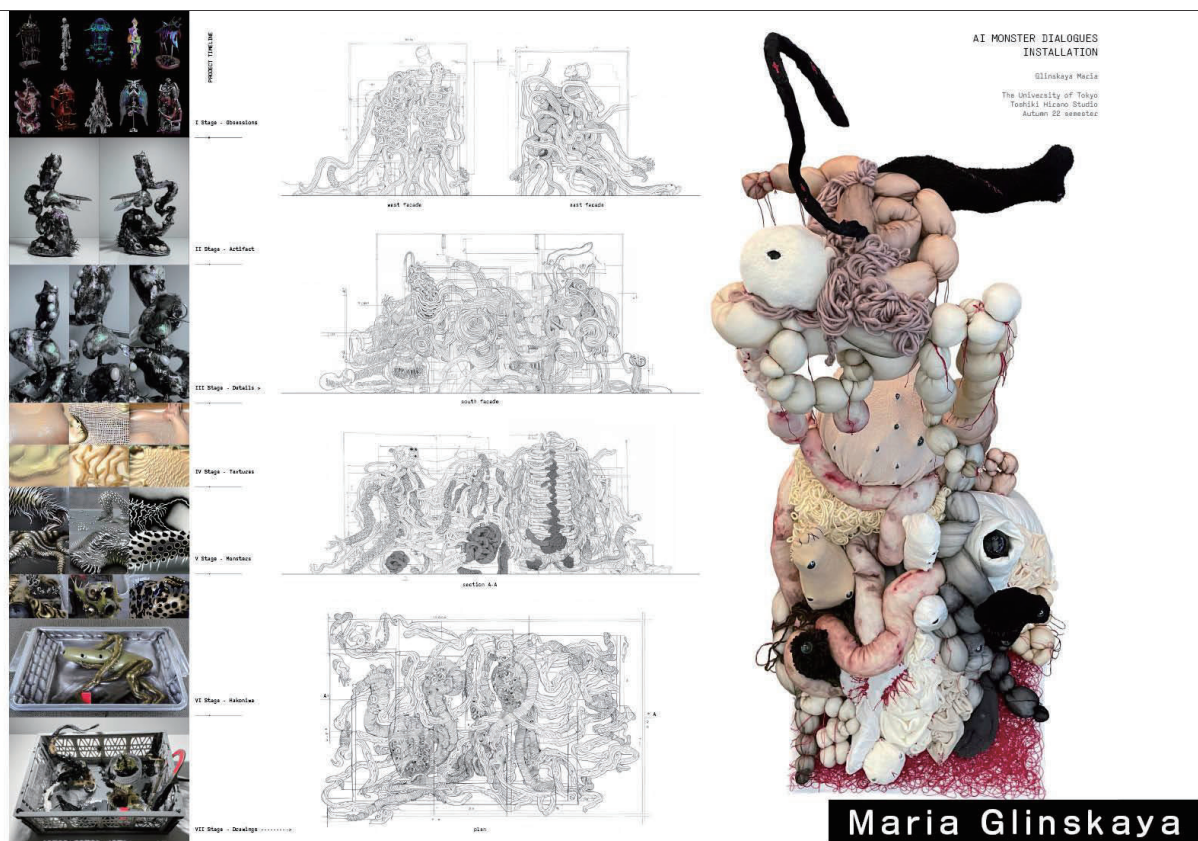 PROJECT TIMELINE
I Stage - Obsessions
II Stage - Artifact
III Stage - Details
IV Stage - Textures
V Stage - Monsters
VI Stage - Hakoniwa
VII Stage - Drawings
west facade
east facade
south facade
section A-A
A
A
plan
AI MONSTER DIALOGUES
INSTALLATION
Glinskaya Maria
The University of Tokyo
Toshiki Hirano Studio
Autumn 22 semester
Maria Glinskaya